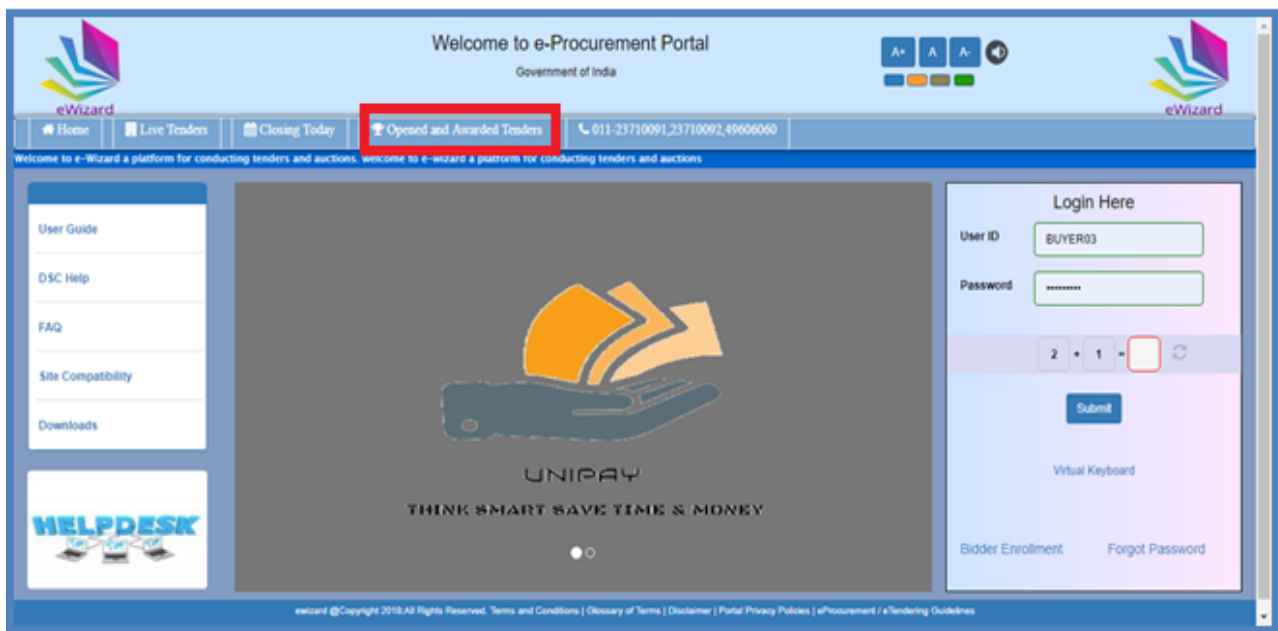 Welcome to e-Procurement Portal
Government of India
A+ A A-
eWizard
eWizard
Home Live Tenders Closing Today Opened and Awarded Tenders 011-23710091,23710092,49606060
Welcome to e-Wizard a platform for conducting tenders and auctions. Welcome to e-Wizard a platform for conducting tenders and auctions
User Guide
DSC Help
FAQ
Site Compatibility
Downloads
HELPDESK
UNIPAY
THINK SMART SAVE TIME & MONEY
Login Here
User ID BUYER03
Password •••••••••
2 + 1 =
Submit
Virtual Keyboard
Bidder Enrollment Forgot Password
ewizard @Copyright 2018 All Rights Reserved. Terms and Conditions | Glossary of Terms | Disclaimer | Portal Privacy Policies | eProcurement / eTendering Guidelines